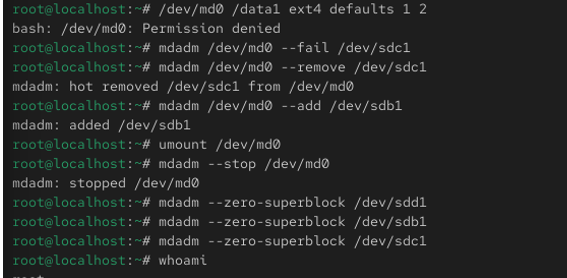 root@localhost:~# /dev/md0 /data1 ext4 defaults 1 2
bash: /dev/md0: Permission denied
root@localhost:~# mdadm /dev/md0 --fail /dev/sdc1
root@localhost:~# mdadm /dev/md0 --remove /dev/sdc1
mdadm: hot removed /dev/sdc1 from /dev/md0
root@localhost:~# mdadm /dev/md0 --add /dev/sdb1
mdadm: added /dev/sdb1
root@localhost:~# umount /dev/md0
root@localhost:~# mdadm --stop /dev/md0
mdadm: stopped /dev/md0
root@localhost:~# mdadm --zero-superblock /dev/sdd1
root@localhost:~# mdadm --zero-superblock /dev/sdb1
root@localhost:~# mdadm --zero-superblock /dev/sdc1
root@localhost:~# whoami